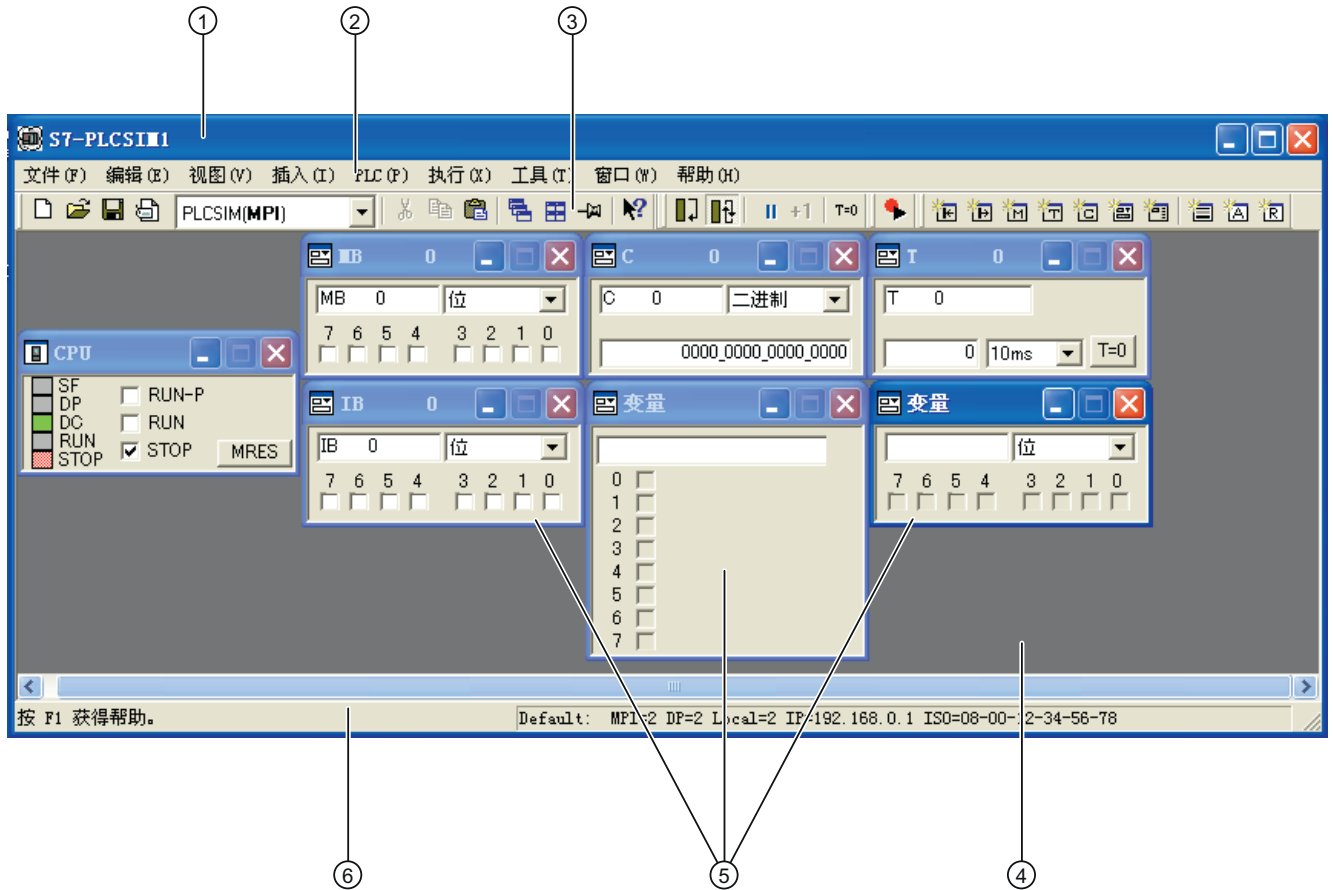 ① ② ③
S7-PLCSIM1
文件(F) 编辑(E) 视图(V) 插入(I) PLC(P) 执行(X) 工具(T) 窗口(W) 帮助(H)
PLCSIM(MPI) +1 T=0 M T C A R
MB 0
MB 0 位
7 6 5 4 3 2 1 0
C 0
C 0 二进制
0000_0000_0000_0000
T 0
T 0
0 10ms T=0
CPU
SF
DP
DC
RUN
STOP
RUN-P
RUN
STOP
MRES
IB 0
IB 0 位
7 6 5 4 3 2 1 0
变量
0
1
2
3
4
5
6
7
变量
位
7 6 5 4 3 2 1 0
按 F1 获得帮助。
Default: MPI=2 DP=2 Local=2 IP=192.168.0.1 ISO=08-00-12-34-56-78
⑥ ⑤ ④